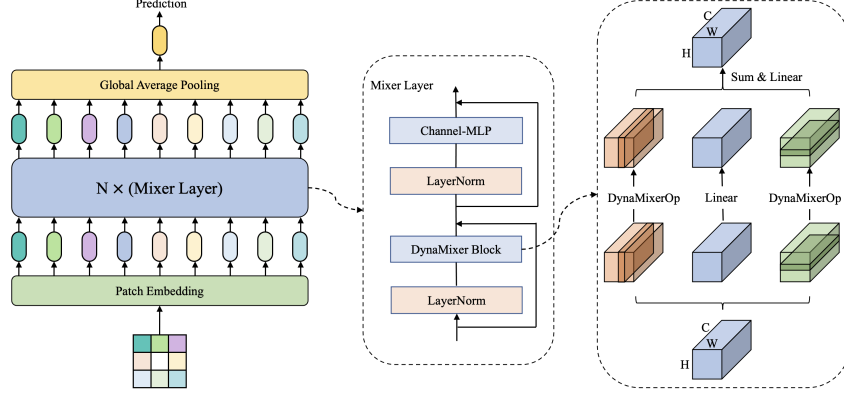 Prediction
Global Average Pooling
N × (Mixer Layer)
Patch Embedding
Mixer Layer
Channel-MLP
LayerNorm
DynaMixer Block
LayerNorm
C
W
H
Sum & Linear
DynaMixerOp
Linear
DynaMixerOp
C
W
H